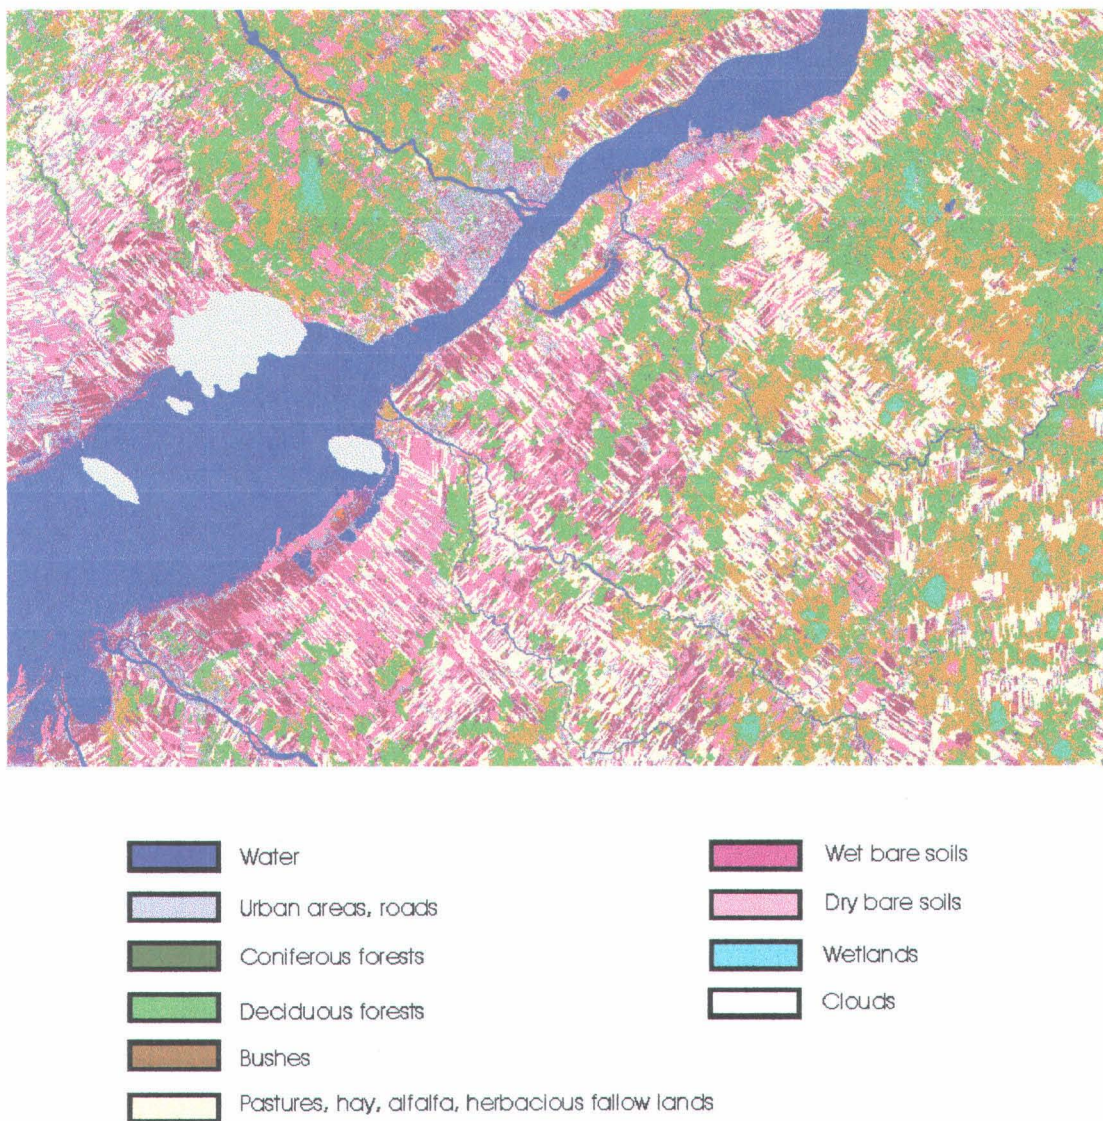 Water
Urban areas, roads
Coniferous forests
Deciduous forests
Bushes
Pastures, hay, alfalfa, herbacious fallow lands
Wet bare soils
Dry bare soils
Wetlands
Clouds